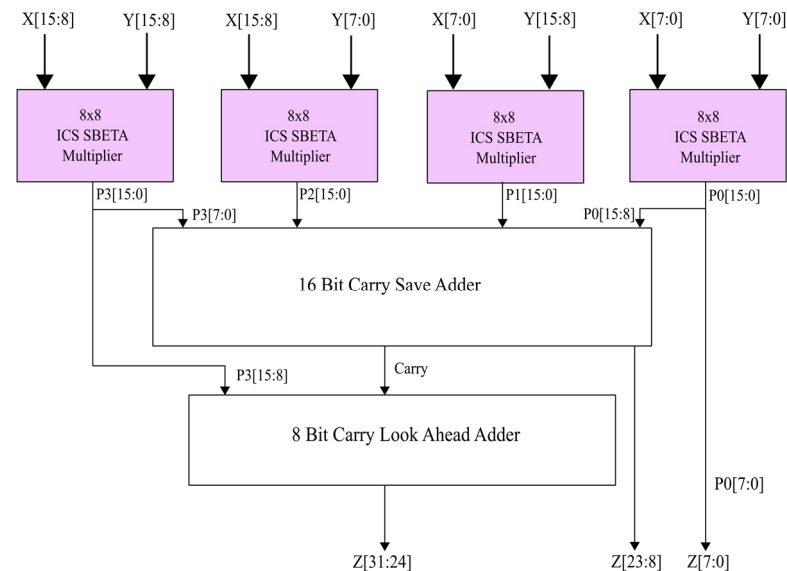 X[15:8] Y[15:8] X[15:8] Y[7:0] X[7:0] Y[15:8] X[7:0] Y[7:0]
8x8
ICS SBETA
Multiplier
8x8
ICS SBETA
Multiplier
8x8
ICS SBETA
Multiplier
8x8
ICS SBETA
Multiplier
P3[15:0] P2[15:0] P1[15:0] P0[15:0]
P3[7:0] P0[15:8]
16 Bit Carry Save Adder
Carry
P3[15:8]
8 Bit Carry Look Ahead Adder
P0[7:0]
Z[31:24] Z[23:8] Z[7:0]